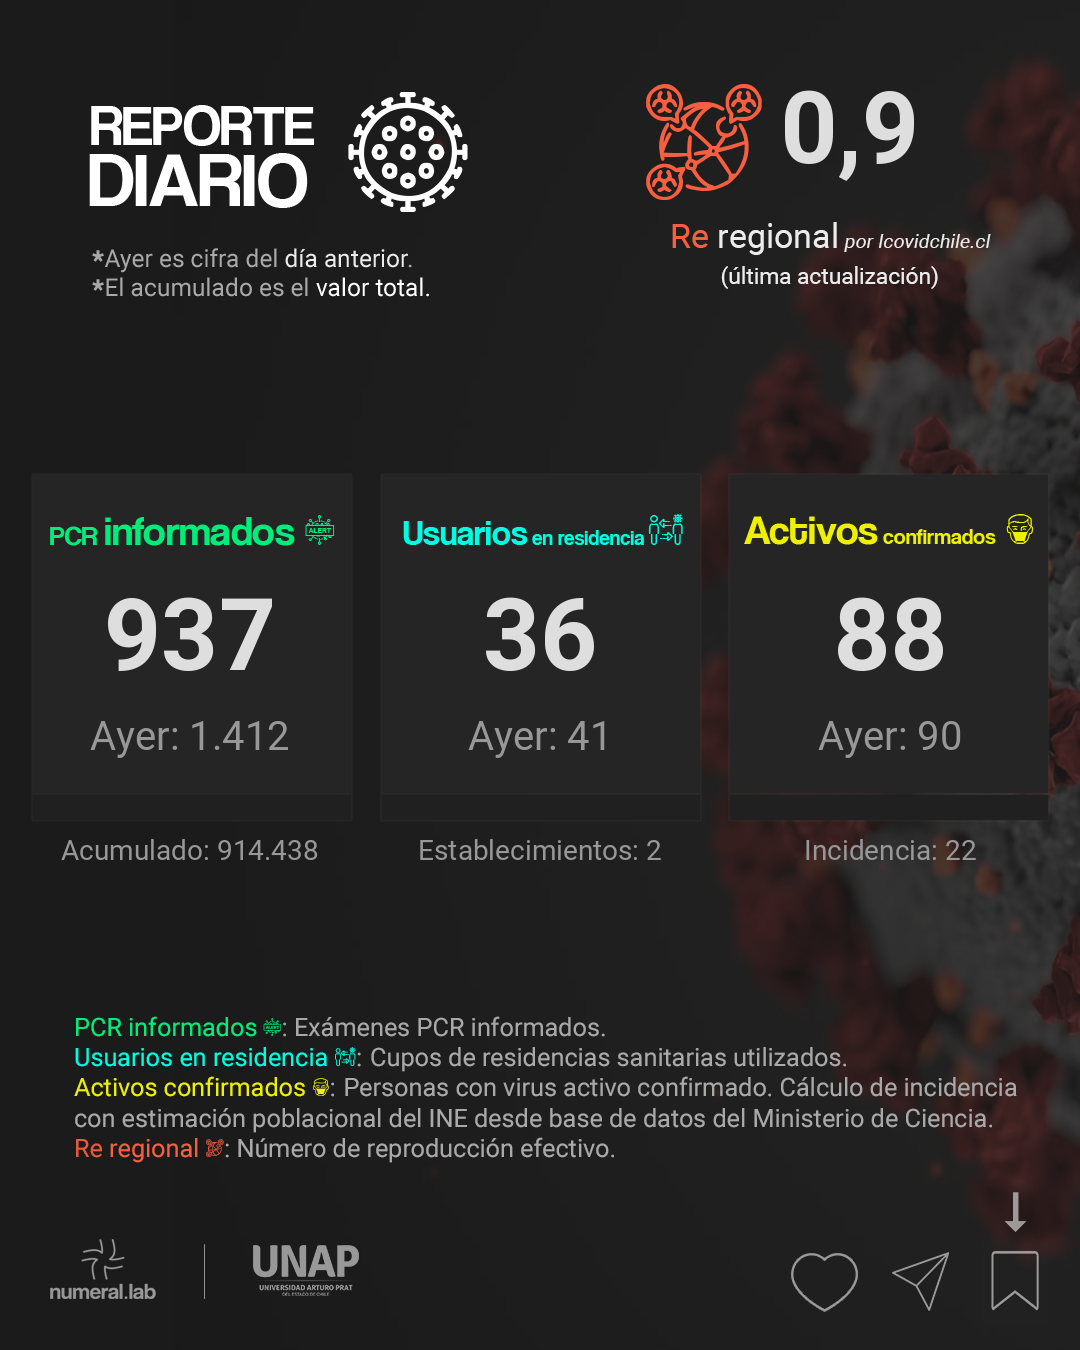 REPORTE
DIARIO
*Ayer es cifra del día anterior.
*El acumulado es el valor total.
0,9
Re regional por Icovidchile.cl
(última actualización)
PCR informados ALERT
937
Ayer: 1.412
Acumulado: 914.438
Usuarios en residencia
36
Ayer: 41
Establecimientos: 2
Activos confirmados
88
Ayer: 90
Incidencia: 22
PCR informados ALERT: Exámenes PCR informados.
Usuarios en residencia : Cupos de residencias sanitarias utilizados.
Activos confirmados : Personas con virus activo confirmado. Cálculo de incidencia
con estimación poblacional del INE desde base de datos del Ministerio de Ciencia.
Re regional : Número de reproducción efectivo.
numeral.lab
UNAP
UNIVERSIDAD ARTURO PRAT
DEL ESTADO DE CHILE